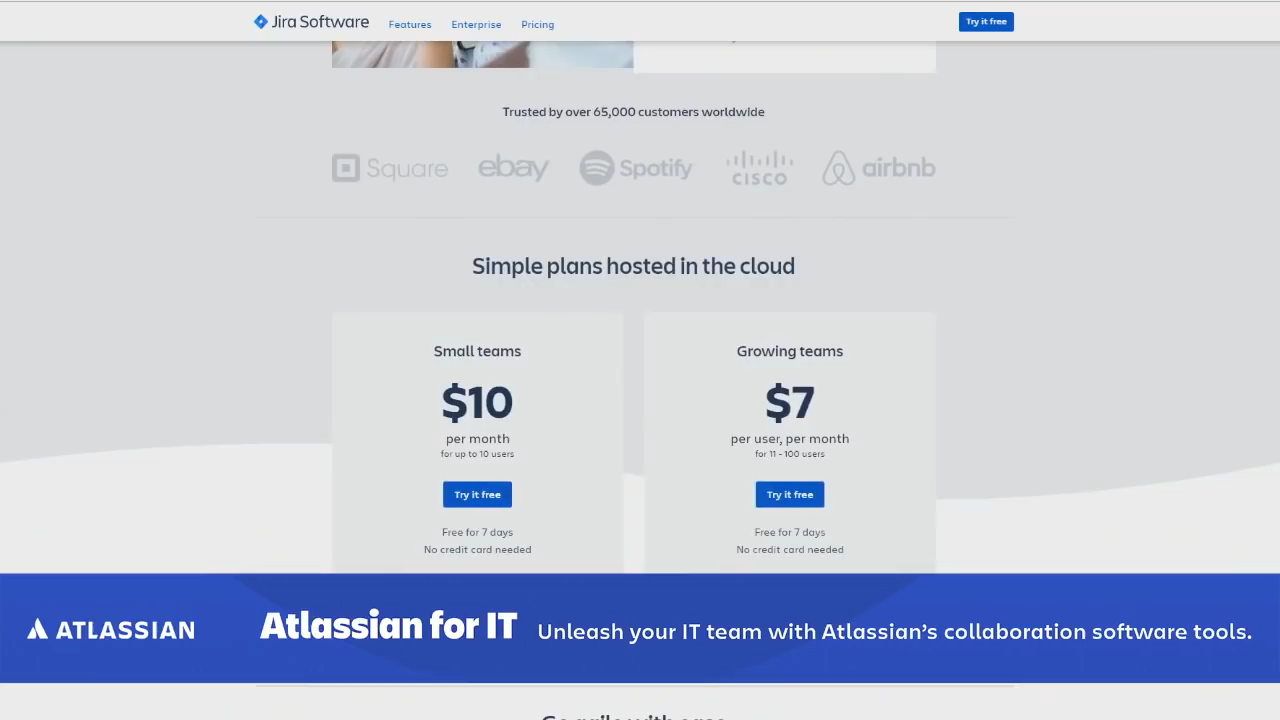 Jira Software Features Enterprise Pricing Try it free
Trusted by over 65,000 customers worldwide
Square ebay Spotify CISCO airbnb
Simple plans hosted in the cloud
Small teams
$10
per month
for up to 10 users
Try it free
Free for 7 days
No credit card needed
Growing teams
$7
per user, per month
for 11 - 100 users
Try it free
Free for 7 days
No credit card needed
ATLASSIAN Atlassian for IT Unleash your IT team with Atlassian's collaboration software tools.
Go agile with ease